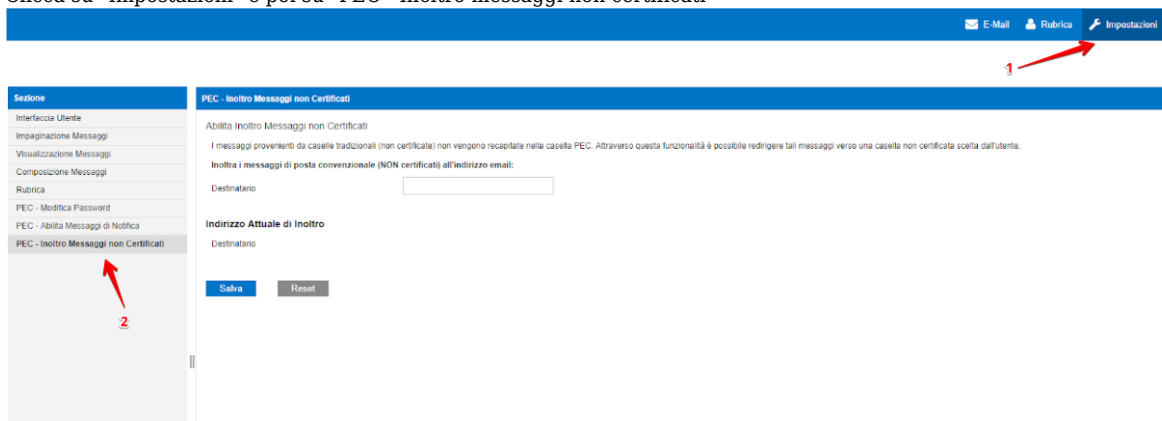 Clicca su "Impostazioni" e poi su "PEC - Inoltro messaggi non certificati"
E-Mail Rubrica Impostazioni
1
Sezione
Interfaccia Utente
Impaginazione Messaggi
Visualizzazione Messaggi
Composizione Messaggi
Rubrica
PEC - Modifica Password
PEC - Abilita Messaggi di Notifica
PEC - Inoltro Messaggi non Certificati
2
PEC - Inoltro Messaggi non Certificati
Abilita Inoltro Messaggi non Certificati
I messaggi provenienti da caselle tradizionali (non certificate) non vengono recapitate nella casella PEC. Attraverso questa funzionalità è possibile redirigere tali messaggi verso una casella non certificata scelta dall'utente.
Inoltra i messaggi di posta convenzionale (NON certificati) all'indirizzo email:
Destinatario
Indirizzo Attuale di Inoltro
Destinatario
Salva Reset